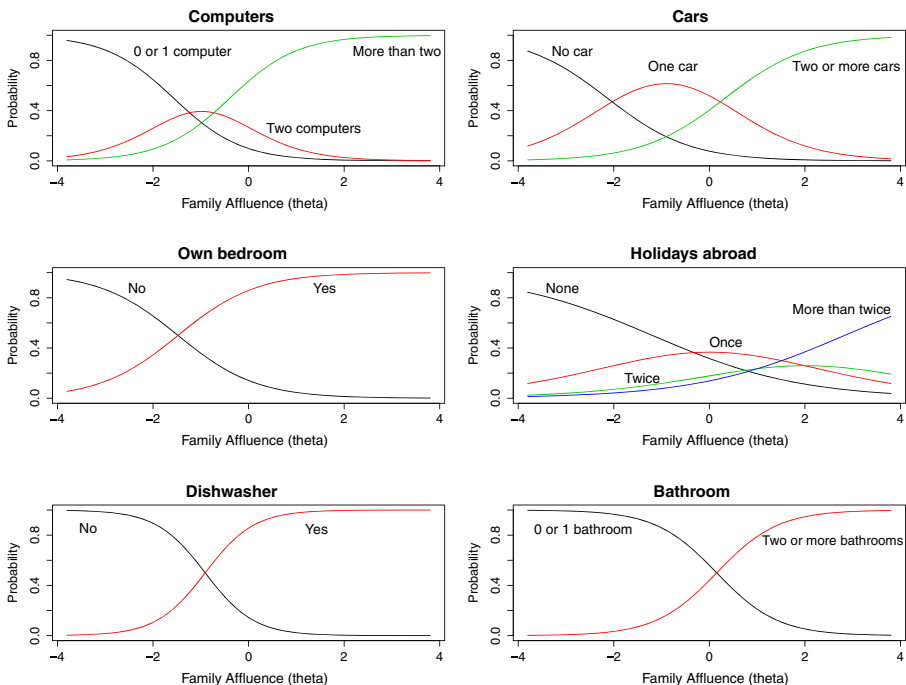 Computers
Probability
0.0 0.4 0.8
0 or 1 computer
More than two
Two computers
−4 −2 0 2 4
Family Affluence (theta)
Cars
Probability
0.0 0.4 0.8
No car
One car
Two or more cars
−4 −2 0 2 4
Family Affluence (theta)
Own bedroom
Probability
0.0 0.4 0.8
No
Yes
−4 −2 0 2 4
Family Affluence (theta)
Holidays abroad
Probability
0.0 0.4 0.8
None
More than twice
Once
Twice
−4 −2 0 2 4
Family Affluence (theta)
Dishwasher
Probability
0.0 0.4 0.8
No
Yes
−4 −2 0 2 4
Family Affluence (theta)
Bathroom
Probability
0.0 0.4 0.8
0 or 1 bathroom
Two or more bathrooms
−4 −2 0 2 4
Family Affluence (theta)